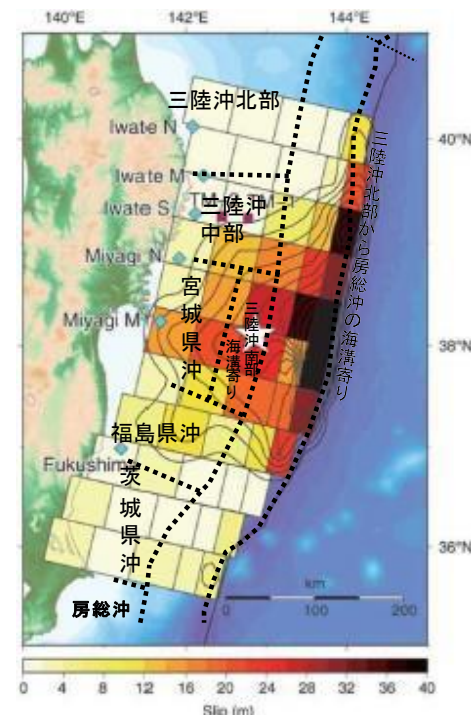 140°E 142°E 144°E
三陸沖北部
Iwate N
40°N
Iwate M
Iwate S
三陸沖
中部
三陸沖北部から房総沖の海溝寄り
Miyagi N
宮城県沖
三陸沖南部
海溝寄り
Miyagi M
38°N
福島県沖
Fukushima
茨城県沖
36°N
房総沖
km
0 100 200
0 4 8 12 16 20 24 28 32 36 40
Slip (m)